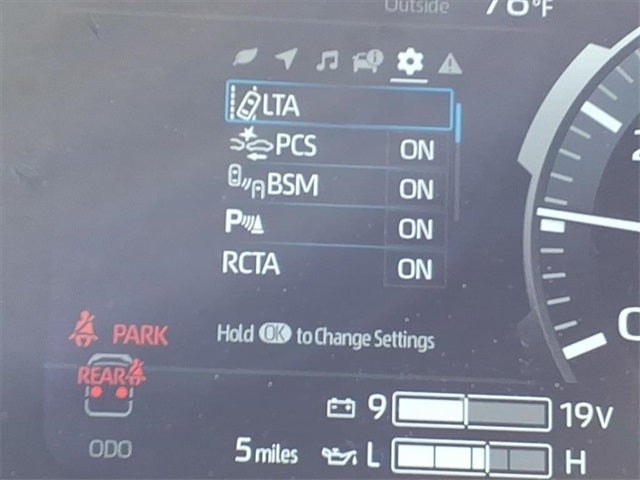 Outside 76°F
LTA
PCS ON
BSM ON
P ON
RCTA ON
PARK
Hold OK to Change Settings
REAR
9 19V
ODO 5 miles L H